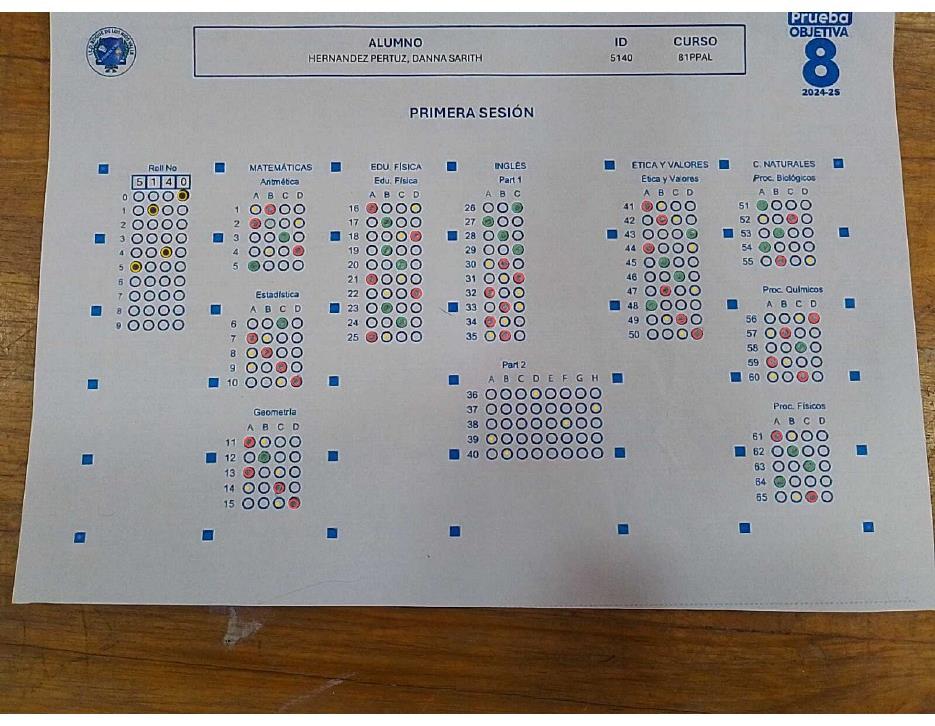 Prueba
OBJETIVA
8
2024-25
ALUMNO ID CURSO
HERNANDEZ PERTUZ, DANNA SARITH 5140 81PPAL
PRIMERA SESIÓN
Roll No
5 1 4 0
0
1
2
3
4
5
6
7
8
9
MATEMÁTICAS
Aritmética
A B C D
1
2
3
4
5
Estadística
A B C D
6
7
8
9
10
Geometría
A B C D
11
12
13
14
15
EDU. FÍSICA
Edu. Física
A B C D
16
17
18
19
20
21
22
23
24
25
INGLÉS
Part 1
A B C
26
27
28
29
30
31
32
33
34
35
Part 2
A B C D E F G H
36
37
38
39
40
ETICA Y VALORES
Etica y Valores
A B C D
41
42
43
44
45
46
47
48
49
50
C. NATURALES
Proc. Biológicos
A B C D
51
52
53
54
55
Proc. Químicos
A B C D
56
57
58
59
60
Proc. Físicos
A B C D
61
62
63
64
65